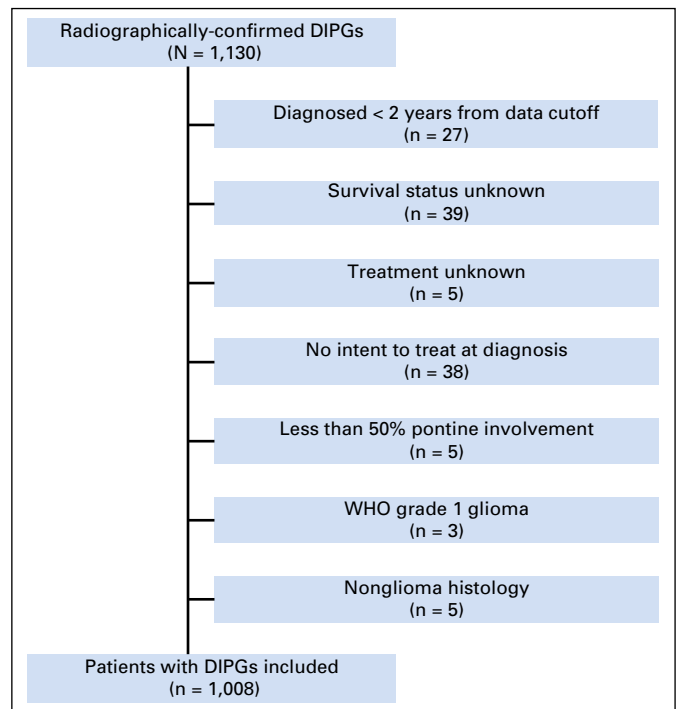 Radiographically-confirmed DIPGs
(N = 1,130)
Diagnosed < 2 years from data cutoff
(n = 27)
Survival status unknown
(n = 39)
Treatment unknown
(n = 5)
No intent to treat at diagnosis
(n = 38)
Less than 50% pontine involvement
(n = 5)
WHO grade 1 glioma
(n = 3)
Nonglioma histology
(n = 5)
Patients with DIPGs included
(n = 1,008)